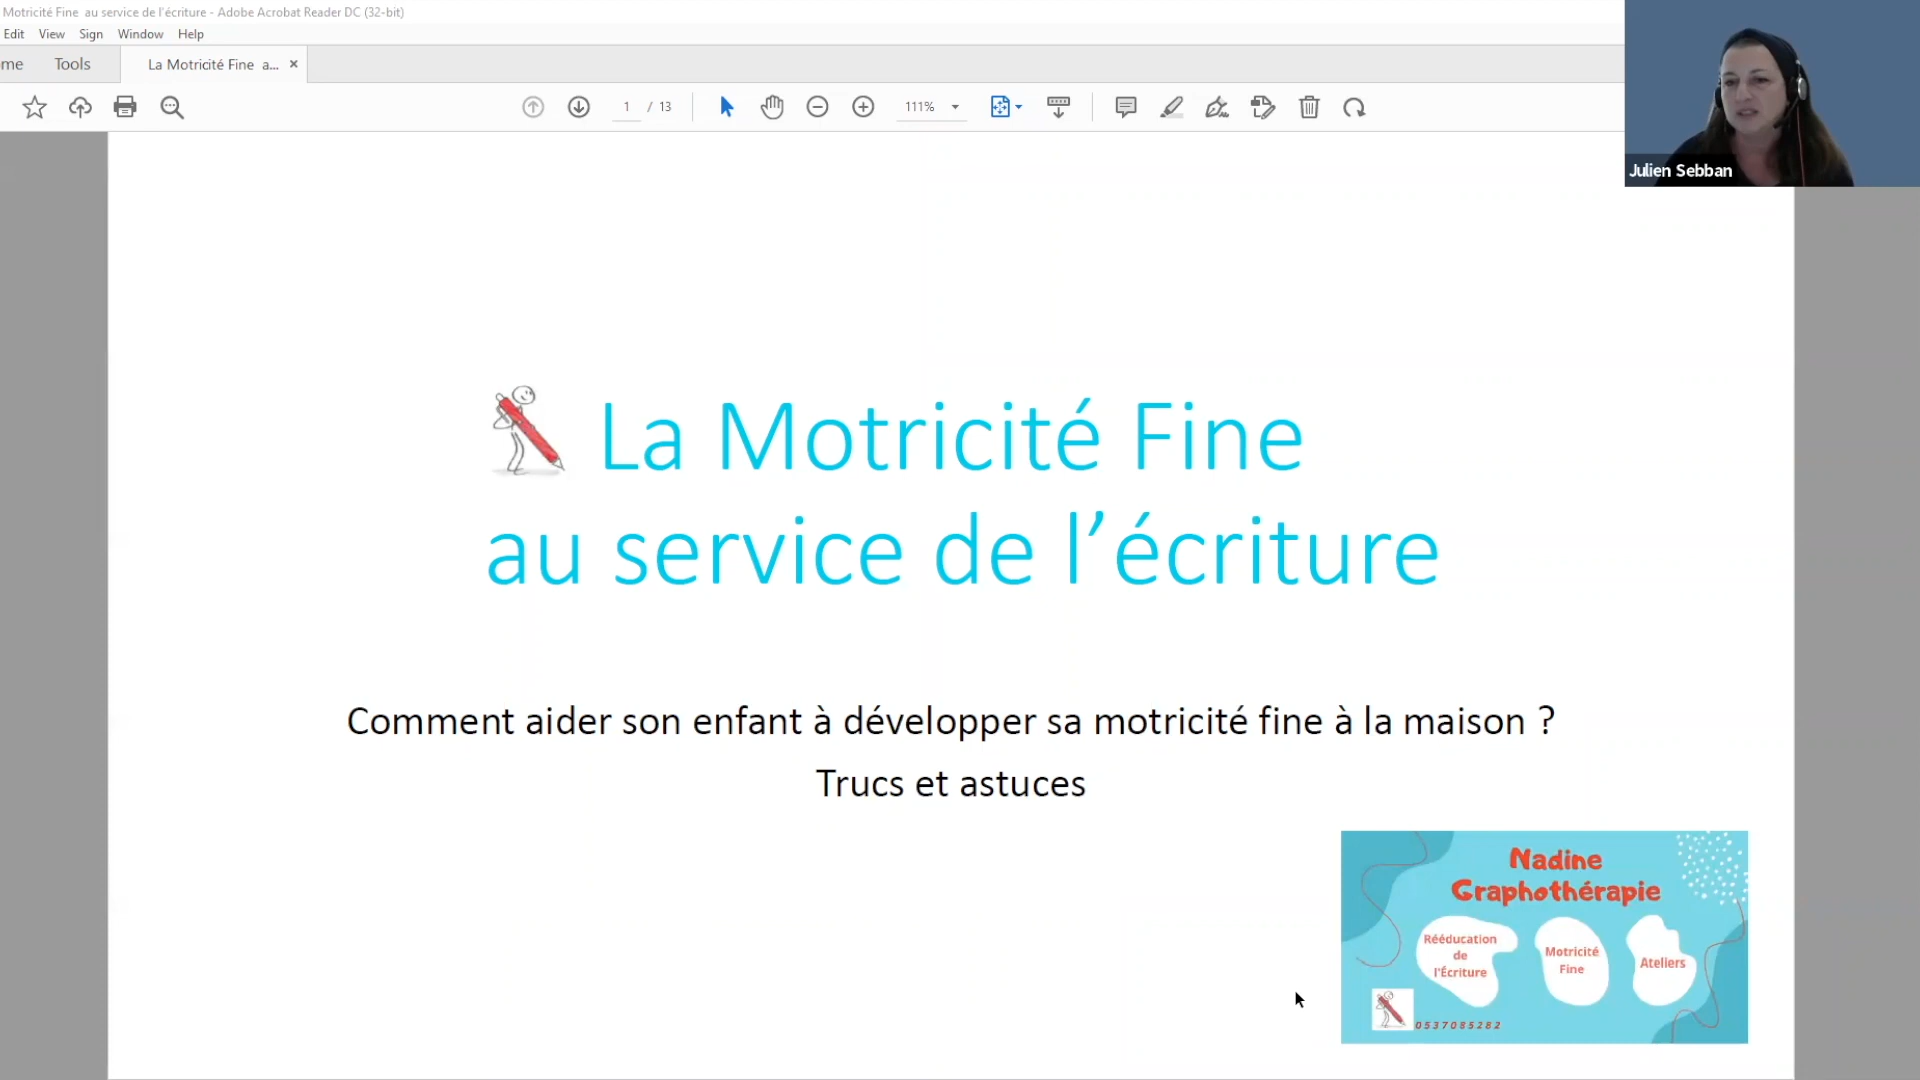 Motricité Fine au service de l'écriture - Adobe Acrobat Reader DC (32-bit)
Edit View Sign Window Help
me Tools La Motricité Fine a... ×
1 / 13 111%
Julien Sebban
La Motricité Fine
au service de l'écriture
Comment aider son enfant à développer sa motricité fine à la maison ?
Trucs et astuces
Nadine
Graphothérapie
Rééducation
de
l'Écriture
Motricité
Fine
Ateliers
0537085282